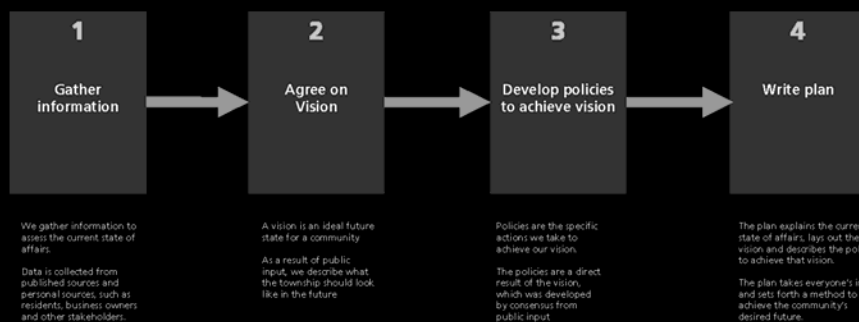 1
Gather
information
2
Agree on
Vision
3
Develop policies
to achieve vision
4
Write plan
We gather information to
assess the current state of
affairs.
Data is collected from
published sources and
personal sources, such as
residents, business owners
and other stakeholders.
A vision is an ideal future
state for a community
As a result of public
input, we describe what
the township should look
like in the future
Policies are the specific
actions we take to
achieve our vision.
The policies are a direct
result of the vision,
which was developed
by consensus from
public input
The plan explains the
state of affairs, lays out the
vision and describes the
to achieve that vision.
The plan takes everyone's
and sets forth a method to
achieve the community's
desired future.